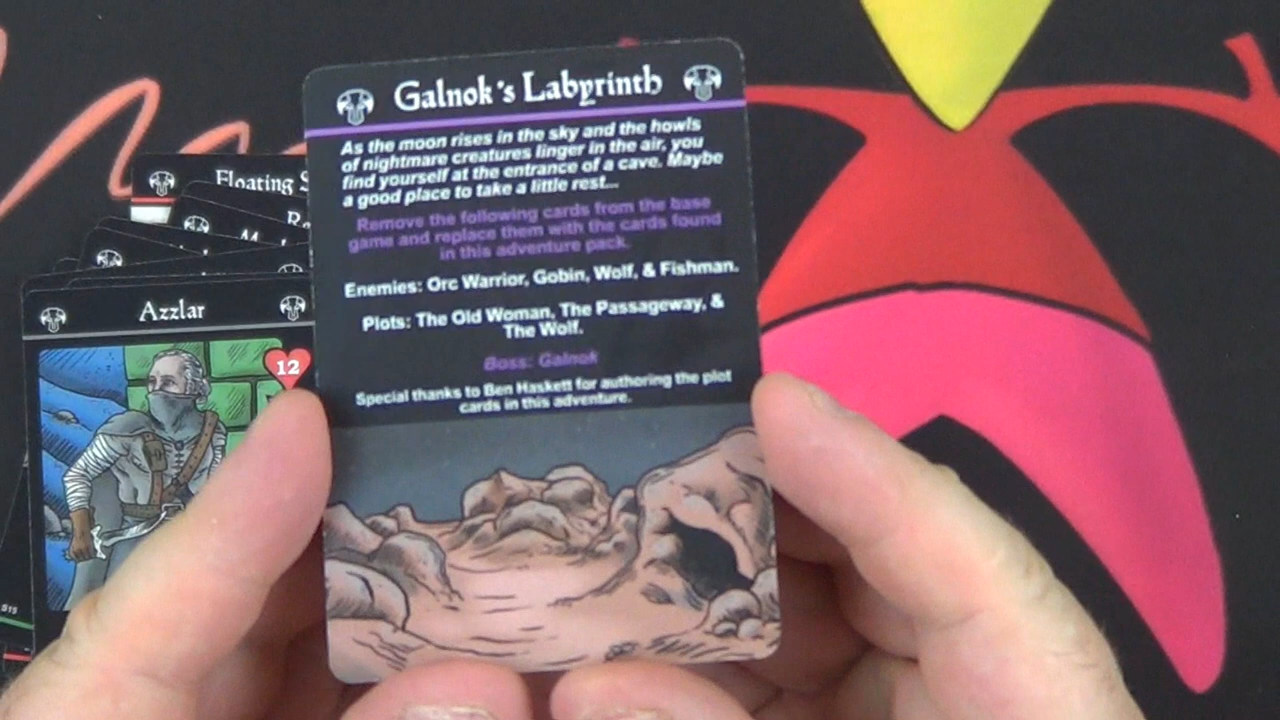 Galnok's Labyrinth
As the moon rises in the sky and the howls
of nightmare creatures linger in the air, you
find yourself at the entrance of a cave. Maybe
a good place to take a little rest...
Remove the following cards from the base
game and replace them with the cards found
in this adventure pack.
Enemies: Orc Warrior, Gobin, Wolf, & Fishman.
Plots: The Old Woman, The Passageway, &
The Wolf.
Boss: Galnok
Special thanks to Ben Haskett for authoring the plot
cards in this adventure.
Floating
Azzlar
12